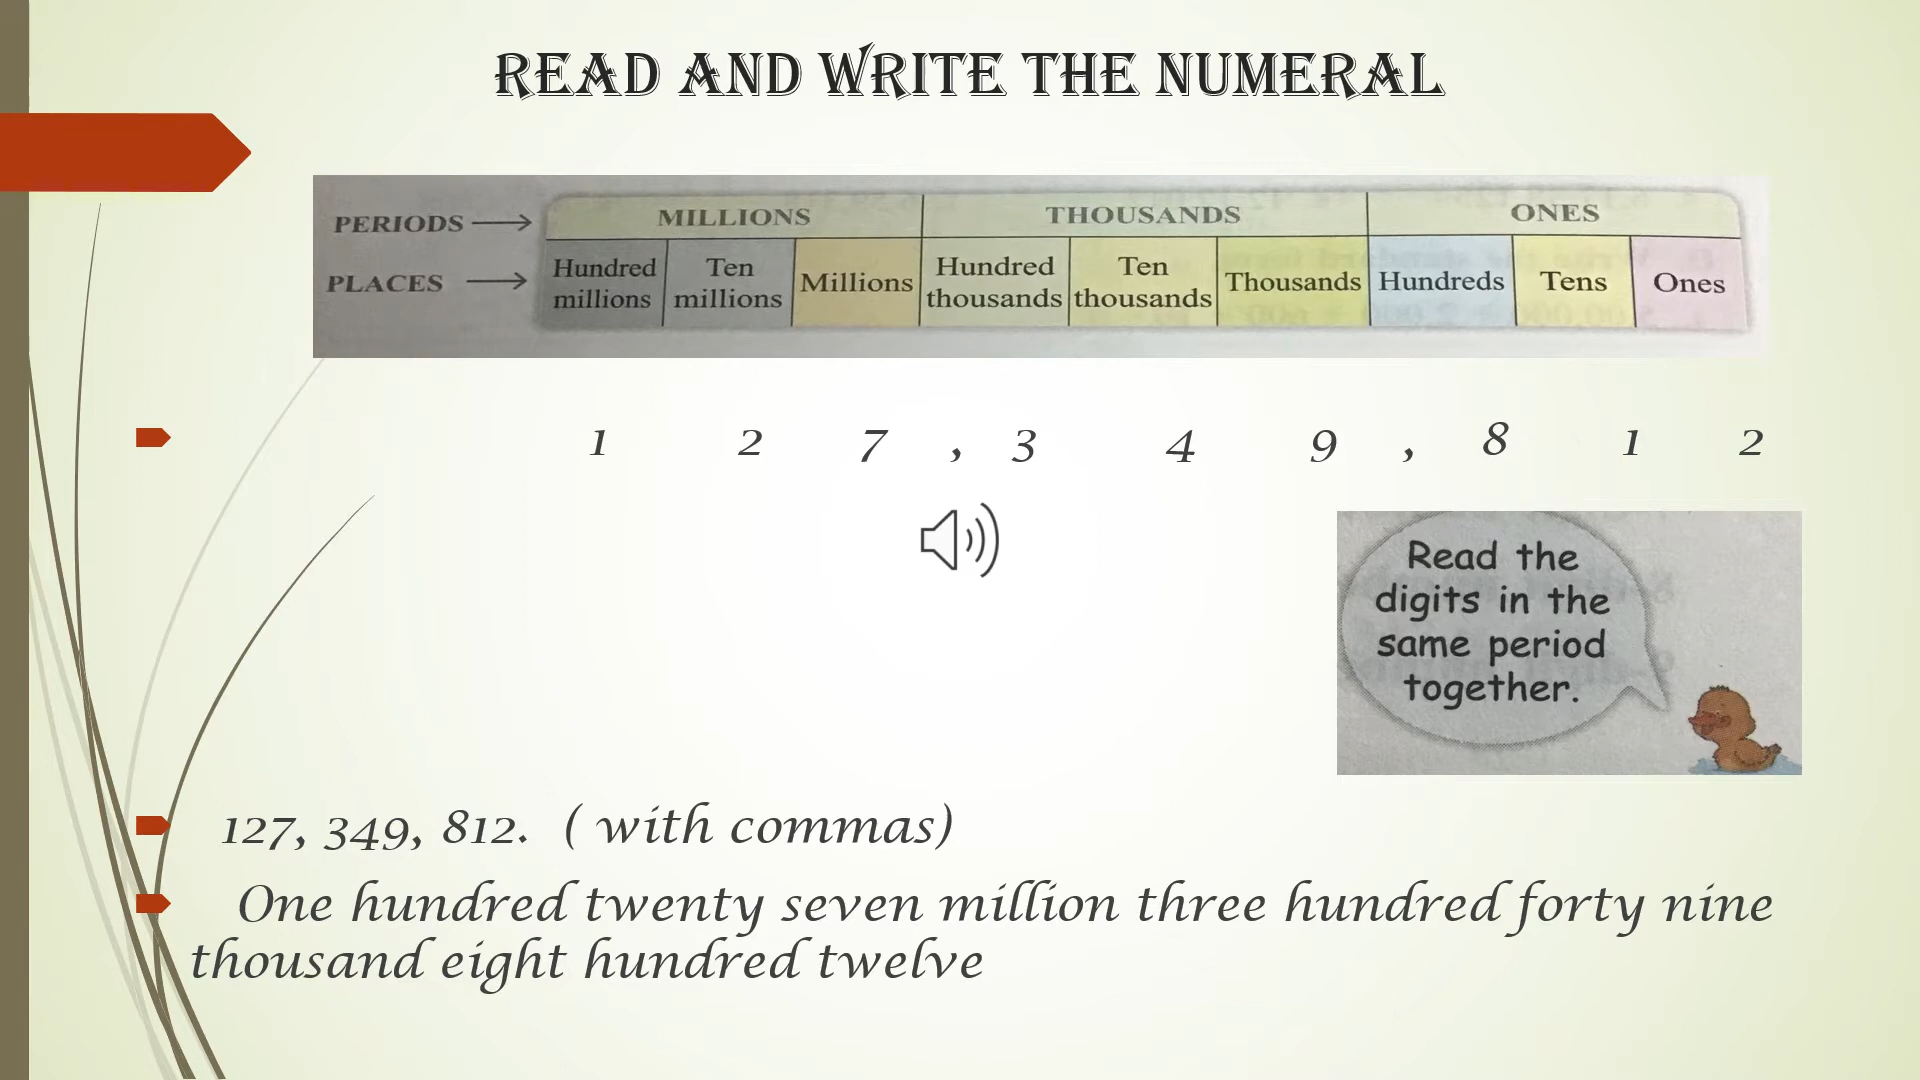 READ AND WRITE THE NUMERAL
PERIODS → MILLIONS THOUSANDS ONES
PLACES → Hundred millions Ten millions Millions Hundred thousands Ten thousands Thousands Hundreds Tens Ones
1 2 7 , 3 4 9 , 8 1 2
Read the
digits in the
same period
together.
127, 349, 812. ( with commas)
One hundred twenty seven million three hundred forty nine
thousand eight hundred twelve